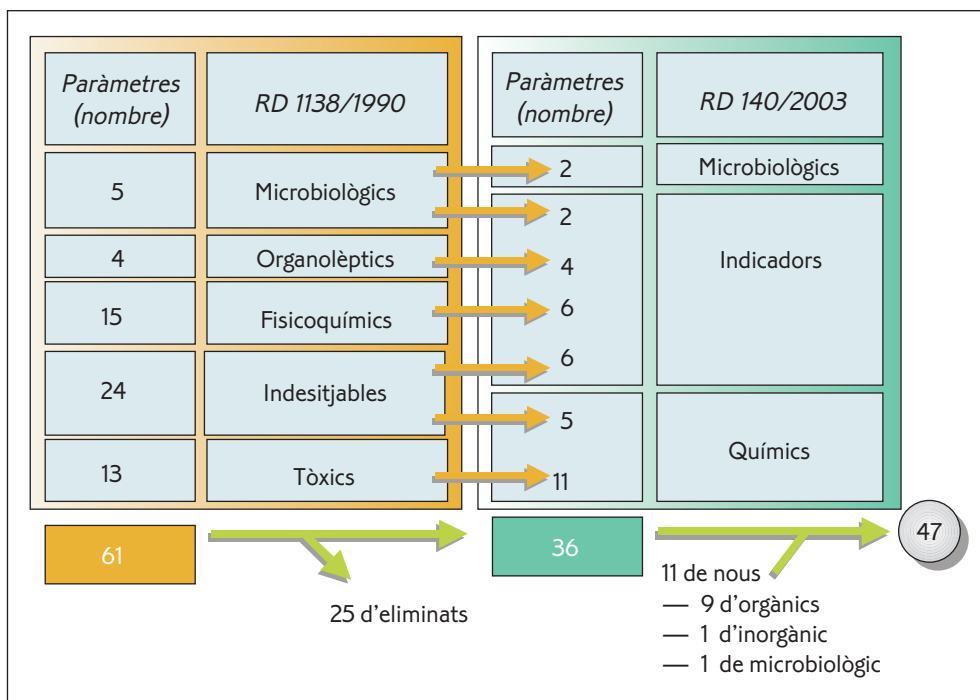 Paràmetres
(nombre)
RD 1138/1990
5
Microbiològics
4
Organolèptics
15
Fisicoquímics
24
Indesitjables
13
Tòxics
61
25 d'eliminats
Paràmetres
(nombre)
RD 140/2003
2
Microbiològics
2
4
6
6
Indicadors
5
11
Químics
36
11 de nous
— 9 d'orgànics
— 1 d'inorgànic
— 1 de microbiològic
47